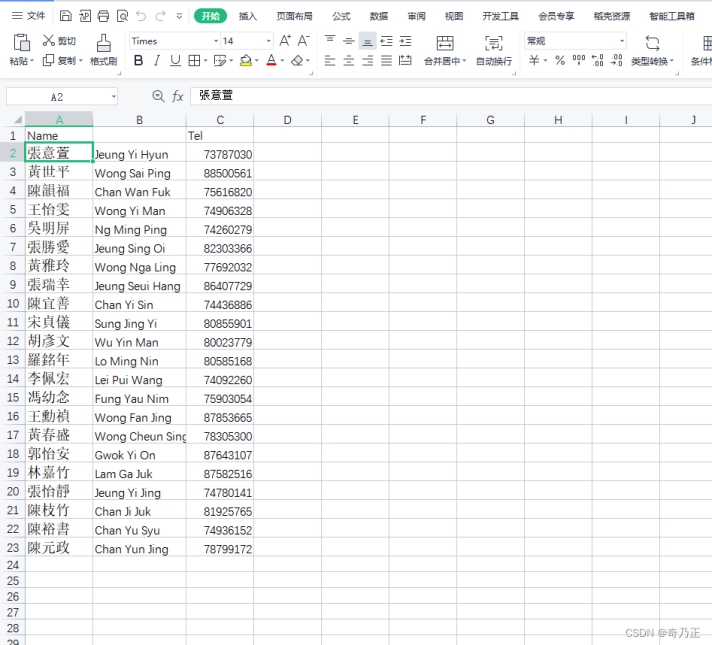 三 文件 插入 页面布局 公式 数据 审阅 视图 开发工具 会员专享 稻壳资源 智能工具箱
开始
粘贴 剪切 复制 格式刷 Times 14 A⁺ A⁻ B I U A 合并居中 自动换行 常规 ¥ % 类型转换 条件格
A2 fx 張意萱
A B C D E F G H I J
1 Name Tel
2 張意萱 Jeung Yi Hyun 73787030
3 黃世平 Wong Sai Ping 88500561
4 陳韻福 Chan Wan Fuk 75616820
5 王怡雯 Wong Yi Man 74906328
6 吳明屏 Ng Ming Ping 74260279
7 張勝愛 Jeung Sing Oi 82303366
8 黃雅玲 Wong Nga Ling 77692032
9 張瑞幸 Jeung Seui Hang 86407729
10 陳宜善 Chan Yi Sin 74436886
11 宋貞儀 Sung Jing Yi 80855901
12 胡彥文 Wu Yin Man 80023779
13 羅銘年 Lo Ming Nin 80585168
14 李佩宏 Lei Pui Wang 74092260
15 馮幼念 Fung Yau Nim 75903054
16 王勳禎 Wong Fan Jing 87853665
17 黃春盛 Wong Cheun Sing 78305300
18 郭怡安 Gwok Yi On 87643107
19 林嘉竹 Lam Ga Juk 87582516
20 張怡靜 Jeung Yi Jing 74780141
21 陳枝竹 Chan Ji Juk 81925765
22 陳裕書 Chan Yu Syu 74936152
23 陳元政 Chan Yun Jing 78799172
24
25
26
27
28
29
CSDN @奇乃正